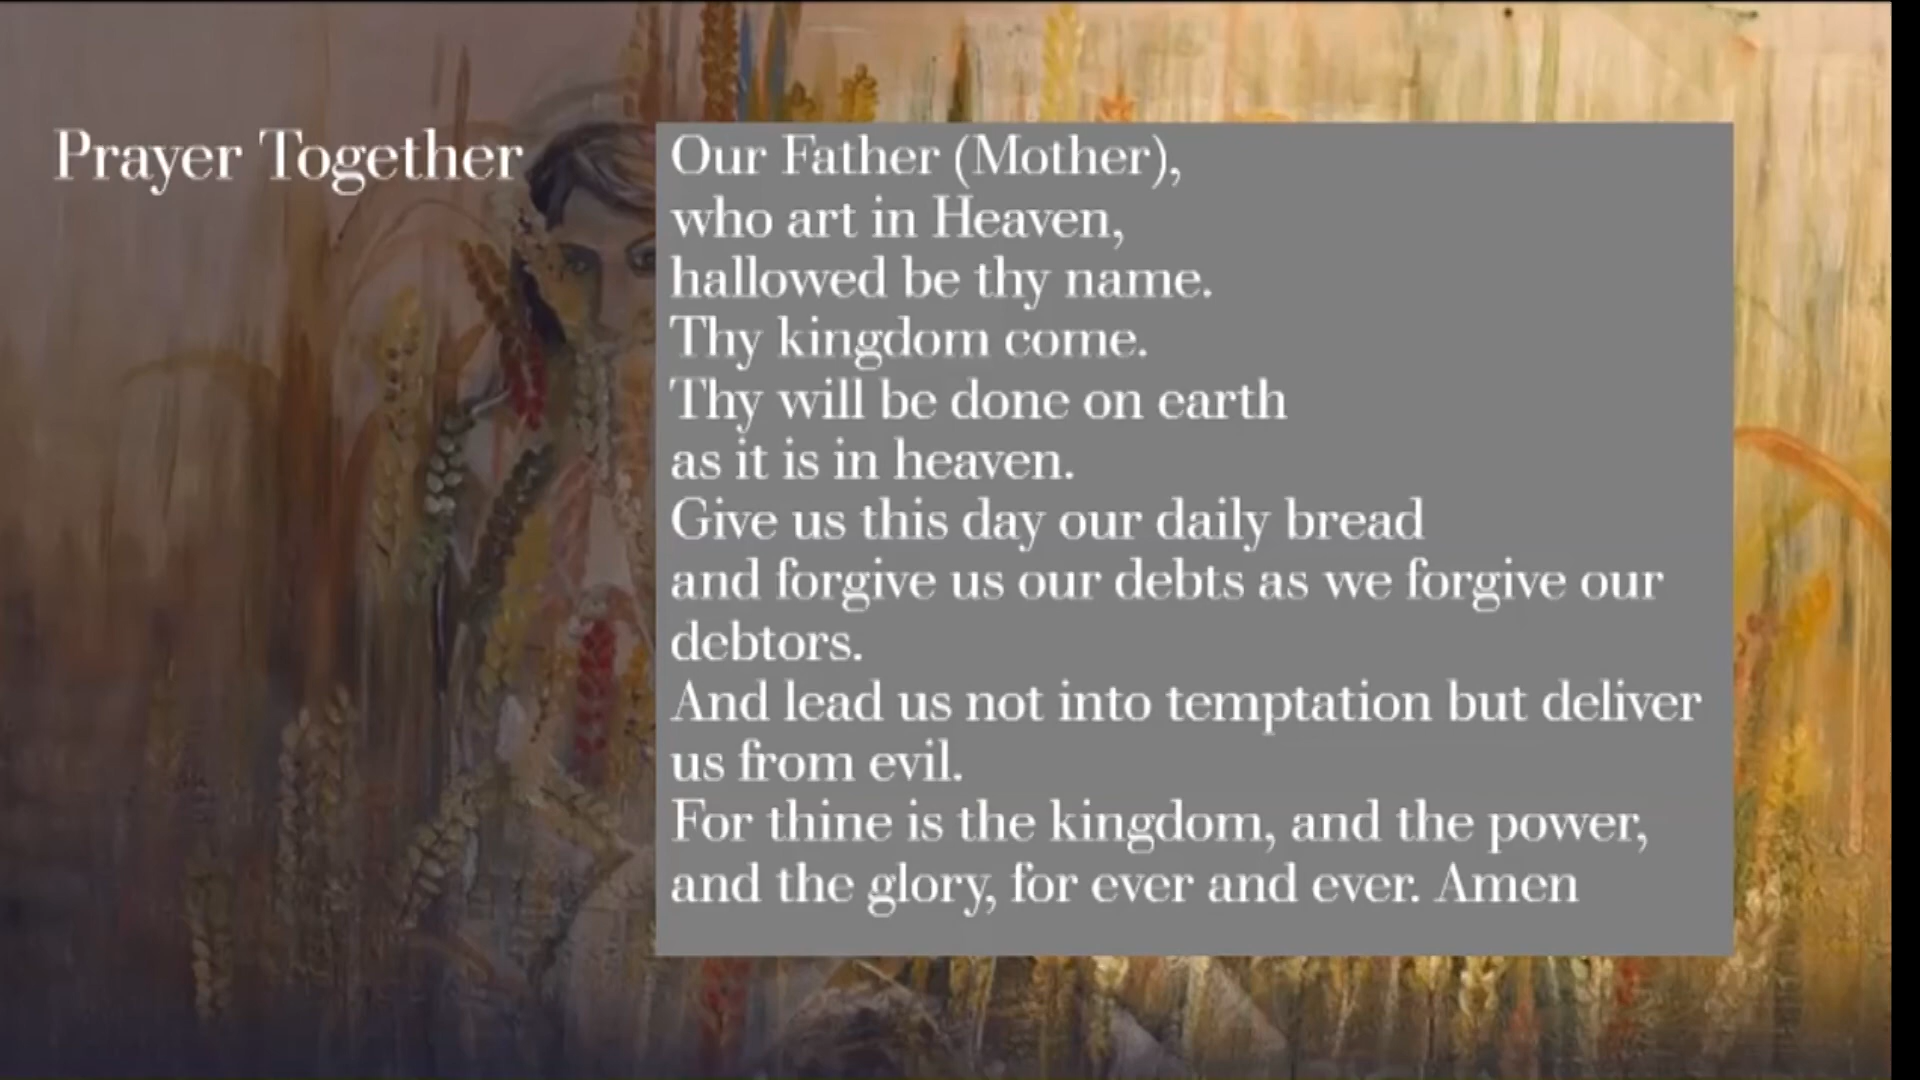 Prayer Together
Our Father (Mother),
who art in Heaven,
hallowed be thy name.
Thy kingdom come.
Thy will be done on earth
as it is in heaven.
Give us this day our daily bread
and forgive us our debts as we forgive our
debtors.
And lead us not into temptation but deliver
us from evil.
For thine is the kingdom, and the power,
and the glory, for ever and ever. Amen